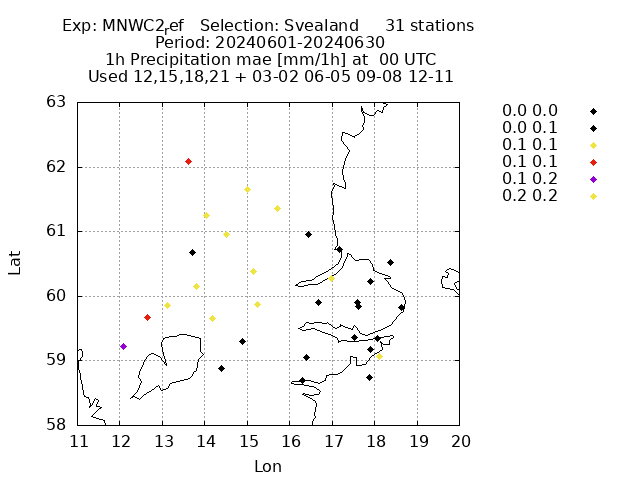 Exp: MNWC2ref   Selection: Svealand     31 stations
Period: 20240601-20240630
1h Precipitation mae [mm/1h] at  00 UTC
Used 12,15,18,21 + 03-02 06-05 09-08 12-11
0.0 0.0
0.0 0.1
0.1 0.1
0.1 0.1
0.1 0.2
0.2 0.2
63
62
61
60
59
58
Lat
11 12 13 14 15 16 17 18 19 20
Lon